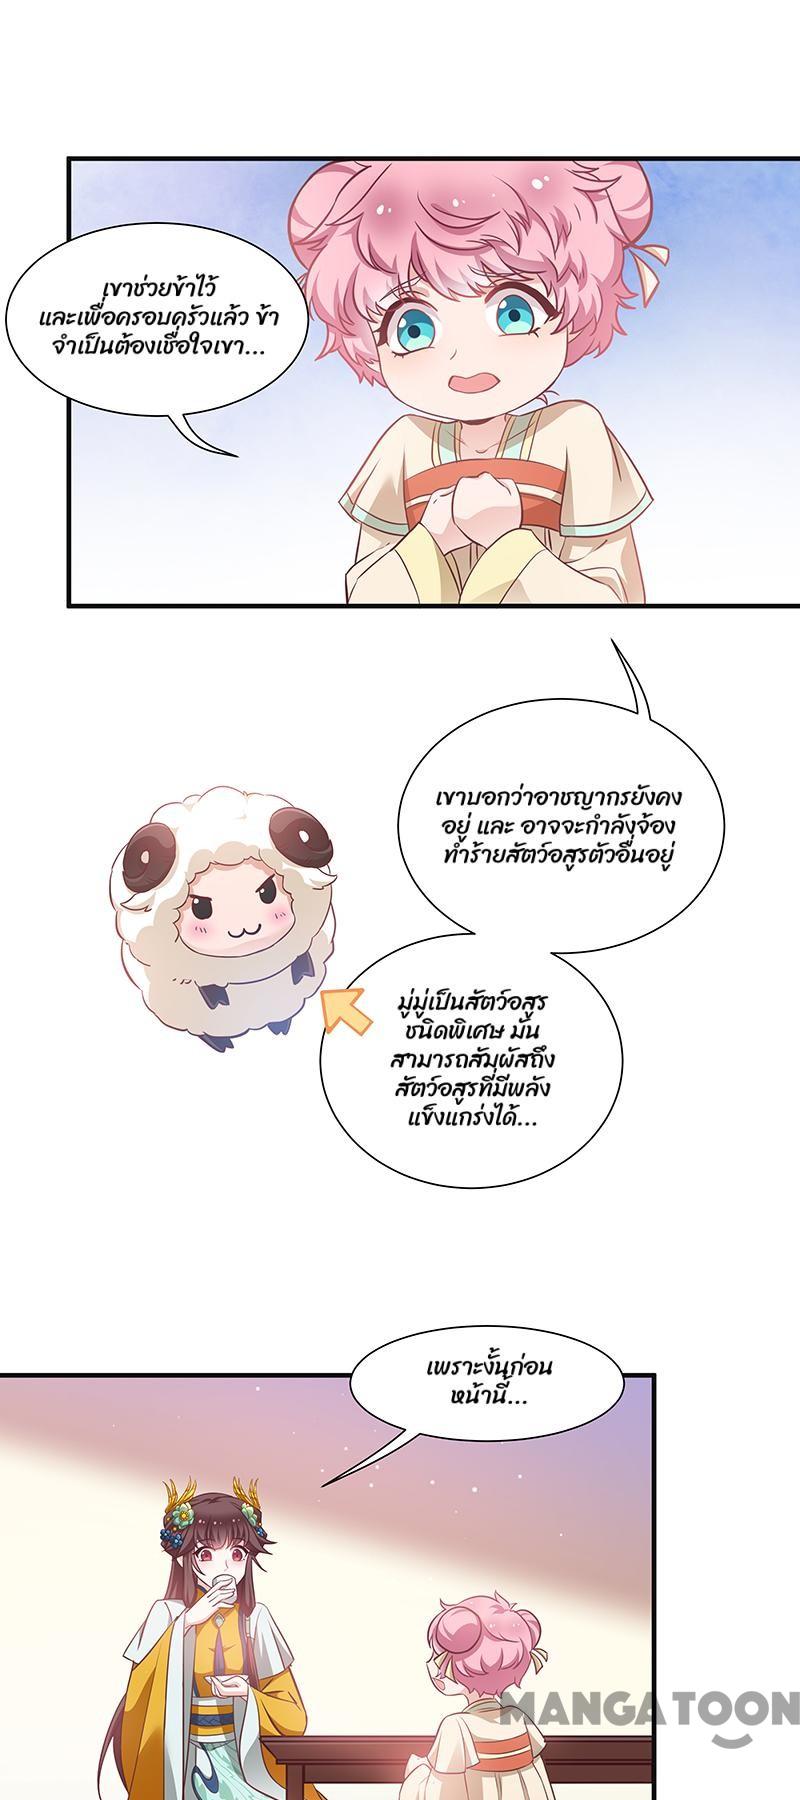 เขาช่วยข้าไว้
และเพื่อครอบครัวแล้ว ข้า
จำเป็นต้องเชื่อใจเขา...
เขาบอกว่าอาชญากรยังคง
อยู่ และ อาจจะกำลังจ้อง
ทำร้ายสัตว์อสูรตัวอื่นอยู่
มู่มู่เป็นสัตว์อสูร
ชนิดพิเศษ มัน
สามารถสัมผัสถึง
สัตว์อสูรที่มีพลัง
แข็งแกร่งได้...
เพราะงั้นก่อน
หน้านี้...
MANGATOON